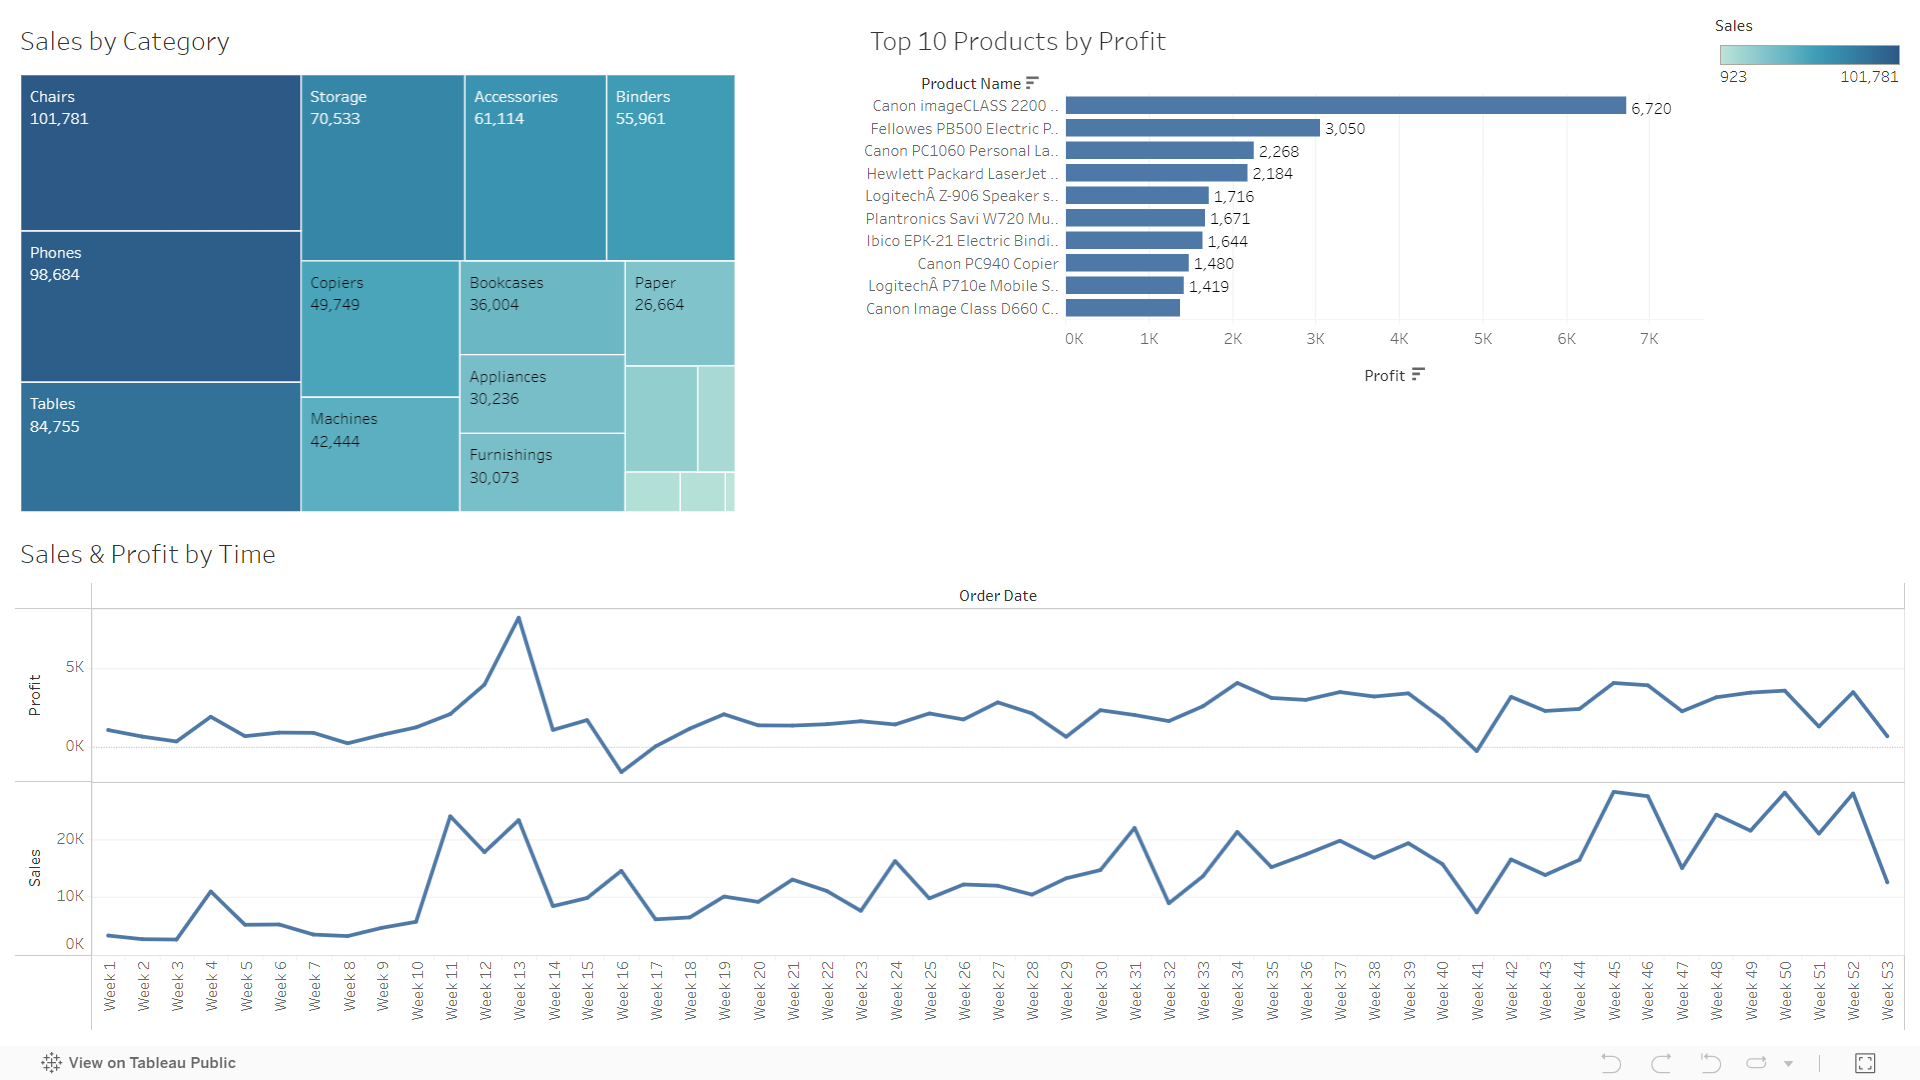 Sales by Category
Chairs
101,781
Phones
98,684
Tables
84,755
Storage
70,533
Accessories
61,114
Binders
55,961
Copiers
49,749
Machines
42,444
Bookcases
36,004
Appliances
30,236
Furnishings
30,073
Paper
26,664
Top 10 Products by Profit
Product Name
Canon imageCLASS 2200 .. 6,720
Fellowes PB500 Electric P.. 3,050
Canon PC1060 Personal La.. 2,268
Hewlett Packard LaserJet .. 2,184
LogitechÂ Z-906 Speaker s.. 1,716
Plantronics Savi W720 Mu.. 1,671
Ibico EPK-21 Electric Bindi.. 1,644
Canon PC940 Copier 1,480
LogitechÂ P710e Mobile S.. 1,419
Canon Image Class D660 C..
0K 1K 2K 3K 4K 5K 6K 7K
Profit
Sales
923 101,781
Sales & Profit by Time
Order Date
Profit
5K
0K
Sales
20K
10K
0K
Week 1
Week 2
Week 3
Week 4
Week 5
Week 6
Week 7
Week 8
Week 9
Week 10
Week 11
Week 12
Week 13
Week 14
Week 15
Week 16
Week 17
Week 18
Week 19
Week 20
Week 21
Week 22
Week 23
Week 24
Week 25
Week 26
Week 27
Week 28
Week 29
Week 30
Week 31
Week 32
Week 33
Week 34
Week 35
Week 36
Week 37
Week 38
Week 39
Week 40
Week 41
Week 42
Week 43
Week 44
Week 45
Week 46
Week 47
Week 48
Week 49
Week 50
Week 51
Week 52
Week 53
View on Tableau Public